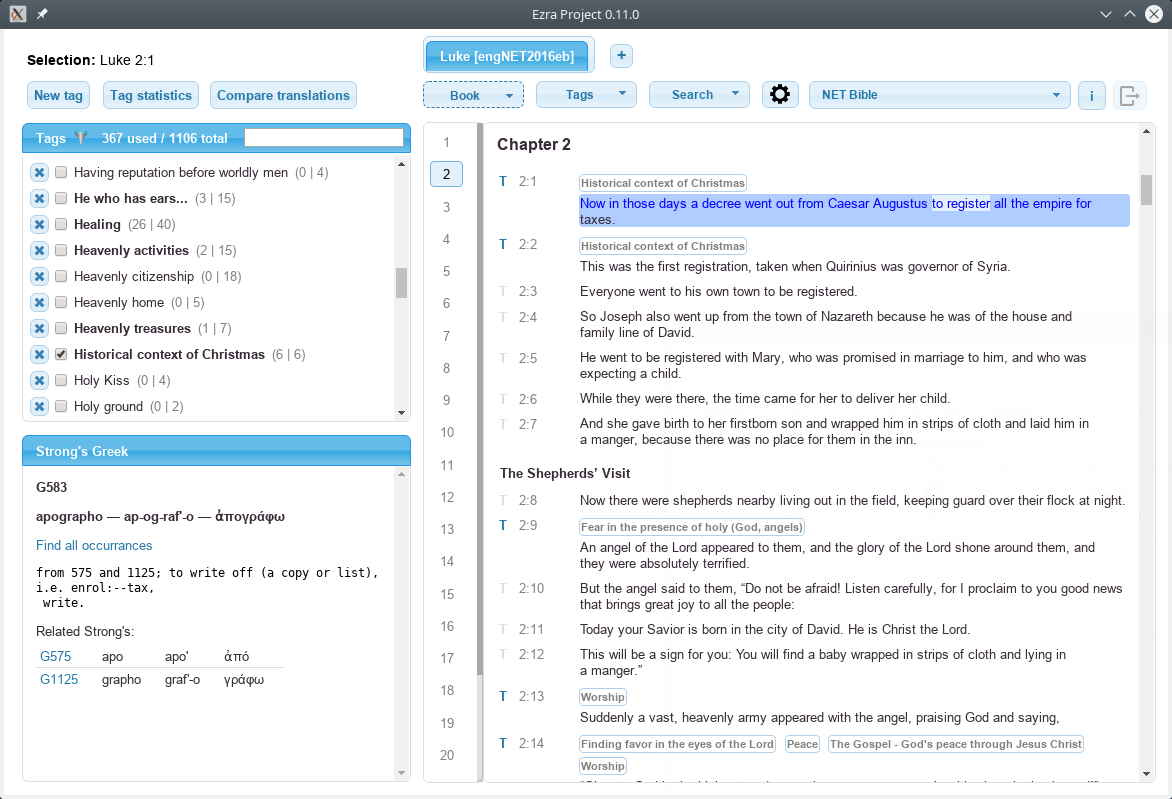 Ezra Project 0.11.0
Selection: Luke 2:1
New tag
Tag statistics
Compare translations
Tags 367 used / 1106 total
Having reputation before worldly men (0 | 4)
He who has ears... (3 | 15)
Healing (26 | 40)
Heavenly activities (2 | 15)
Heavenly citizenship (0 | 18)
Heavenly home (0 | 5)
Heavenly treasures (1 | 7)
Historical context of Christmas (6 | 6)
Holy Kiss (0 | 4)
Holy ground (0 | 2)
Strong's Greek
G583
apographo — ap-og-raf'-o — ἀπογράφω
Find all occurrances
from 575 and 1125; to write off (a copy or list),
i.e. enrol:--tax,
write.
Related Strong's:
G575 apo apo' ἀπό
G1125 grapho graf'-o γράφω
Luke [engNET2016eb]
+
Book
Tags
Search
NET Bible
i
1
2
3
4
5
6
7
8
9
10
11
12
13
14
15
16
17
18
19
20
Chapter 2
T 2:1 Historical context of Christmas
Now in those days a decree went out from Caesar Augustus to register all the empire for
taxes.
T 2:2 Historical context of Christmas
This was the first registration, taken when Quirinius was governor of Syria.
T 2:3 Everyone went to his own town to be registered.
T 2:4 So Joseph also went up from the town of Nazareth because he was of the house and
family line of David.
T 2:5 He went to be registered with Mary, who was promised in marriage to him, and who was
expecting a child.
T 2:6 While they were there, the time came for her to deliver her child.
T 2:7 And she gave birth to her firstborn son and wrapped him in strips of cloth and laid him in
a manger, because there was no place for them in the inn.
The Shepherds’ Visit
T 2:8 Now there were shepherds nearby living out in the field, keeping guard over their flock at night.
T 2:9 Fear in the presence of holy (God, angels)
An angel of the Lord appeared to them, and the glory of the Lord shone around them, and
they were absolutely terrified.
T 2:10 But the angel said to them, “Do not be afraid! Listen carefully, for I proclaim to you good news
that brings great joy to all the people:
T 2:11 Today your Savior is born in the city of David. He is Christ the Lord.
T 2:12 This will be a sign for you: You will find a baby wrapped in strips of cloth and lying in
a manger.”
T 2:13 Worship
Suddenly a vast, heavenly army appeared with the angel, praising God and saying,
T 2:14 Finding favor in the eyes of the Lord Peace The Gospel - God's peace through Jesus Christ
Worship